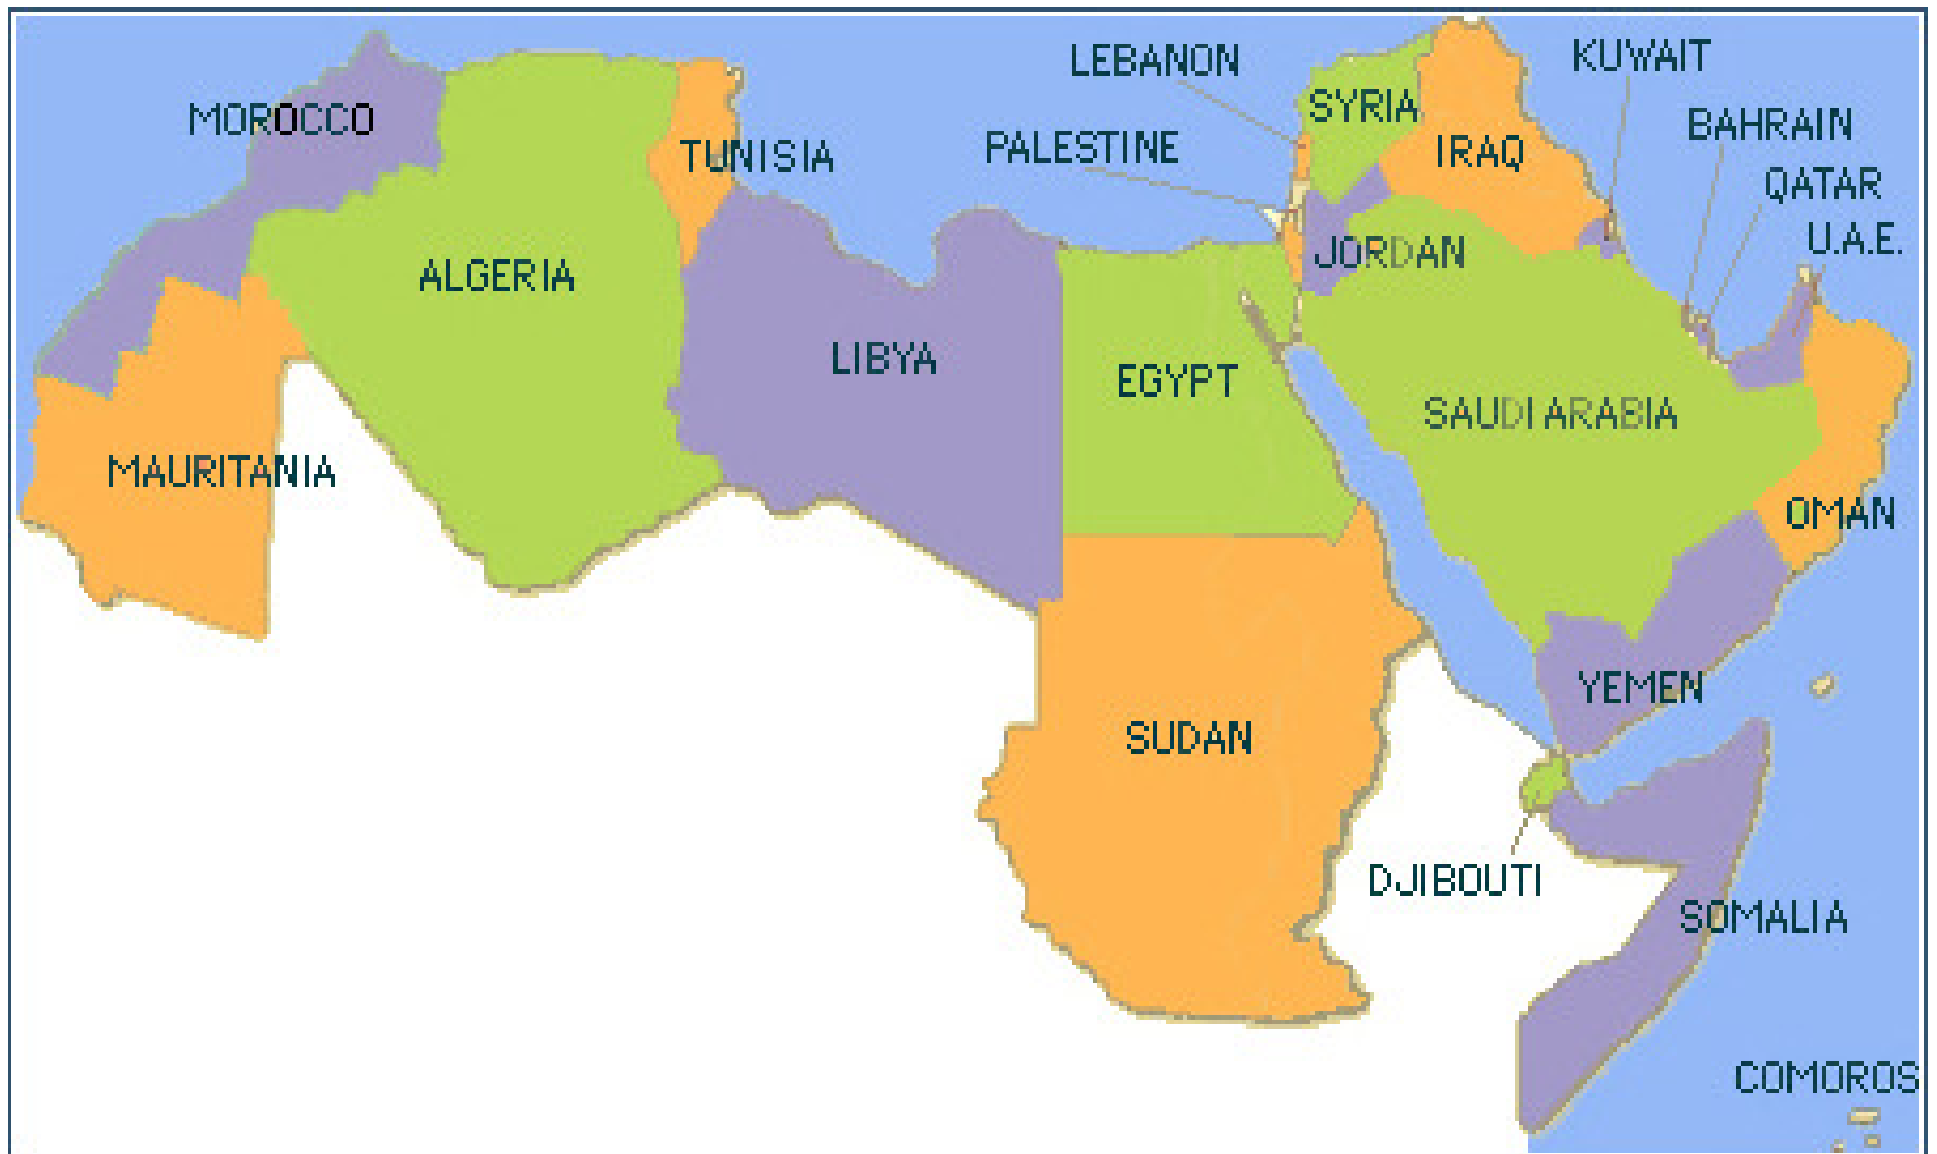 KUWAIT
LEBANON
SYRIA
MOROCCO
BAHRAIN
PALESTINE
IRAQ
TUNISIA
QATAR
U.A.E.
JORDAN
ALGERIA
LIBYA
EGYPT
SAUDI ARABIA
MAURITANIA
OMAN
YEMEN
SUDAN
DJIBOUTI
SOMALIA
COMOROS